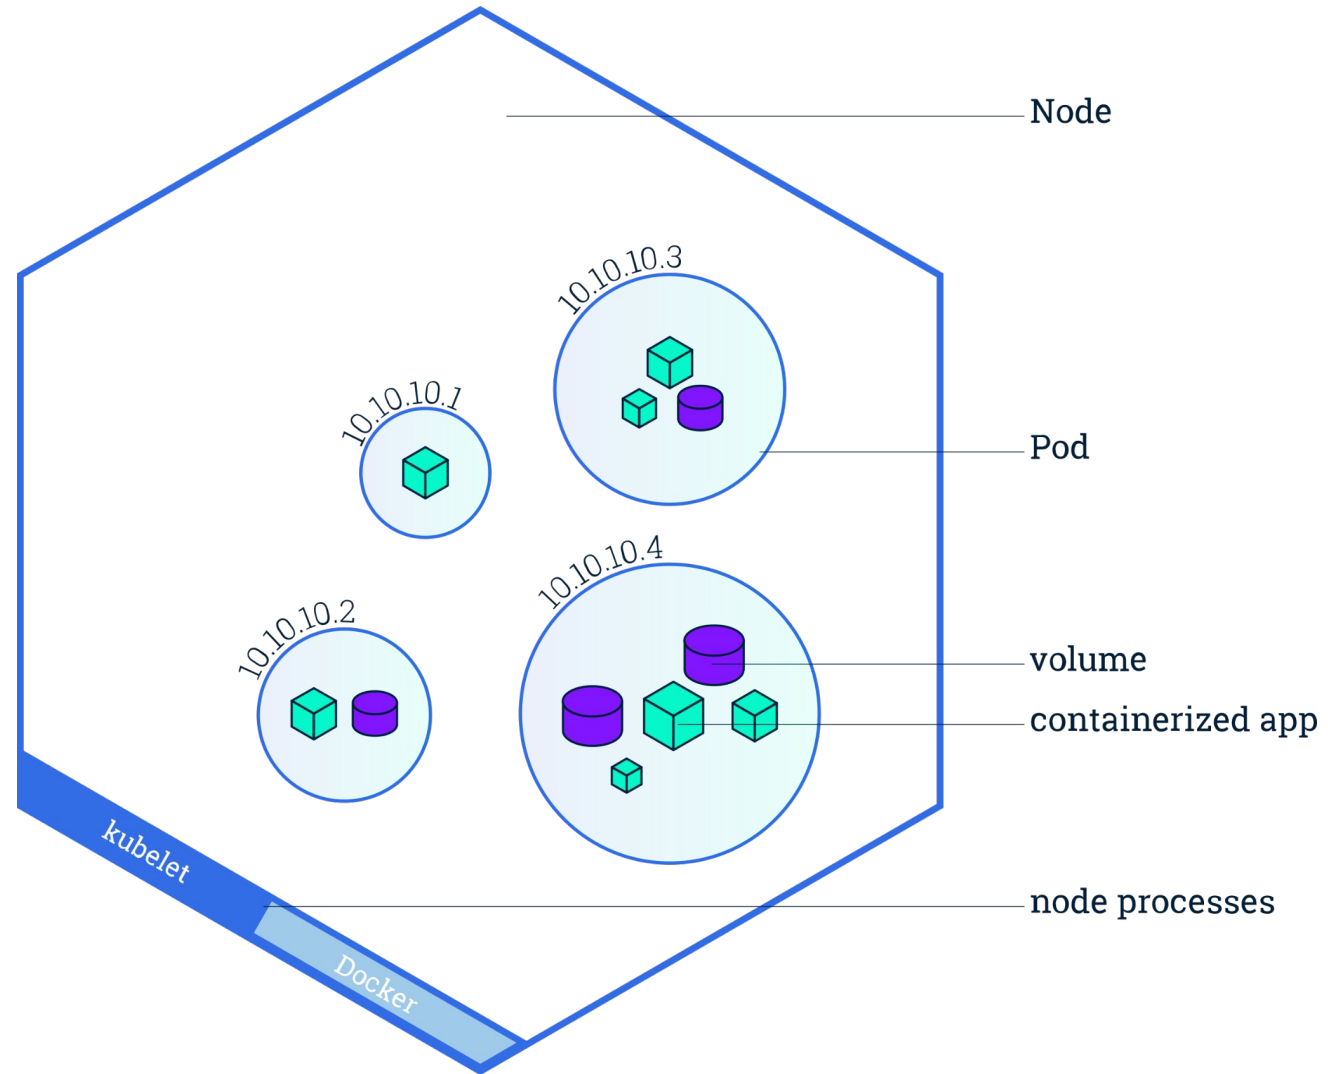 Node
10.10.10.3
10.10.10.1
Pod
10.10.10.4
10.10.10.2
volume
containerized app
kubelet
node processes
Docker